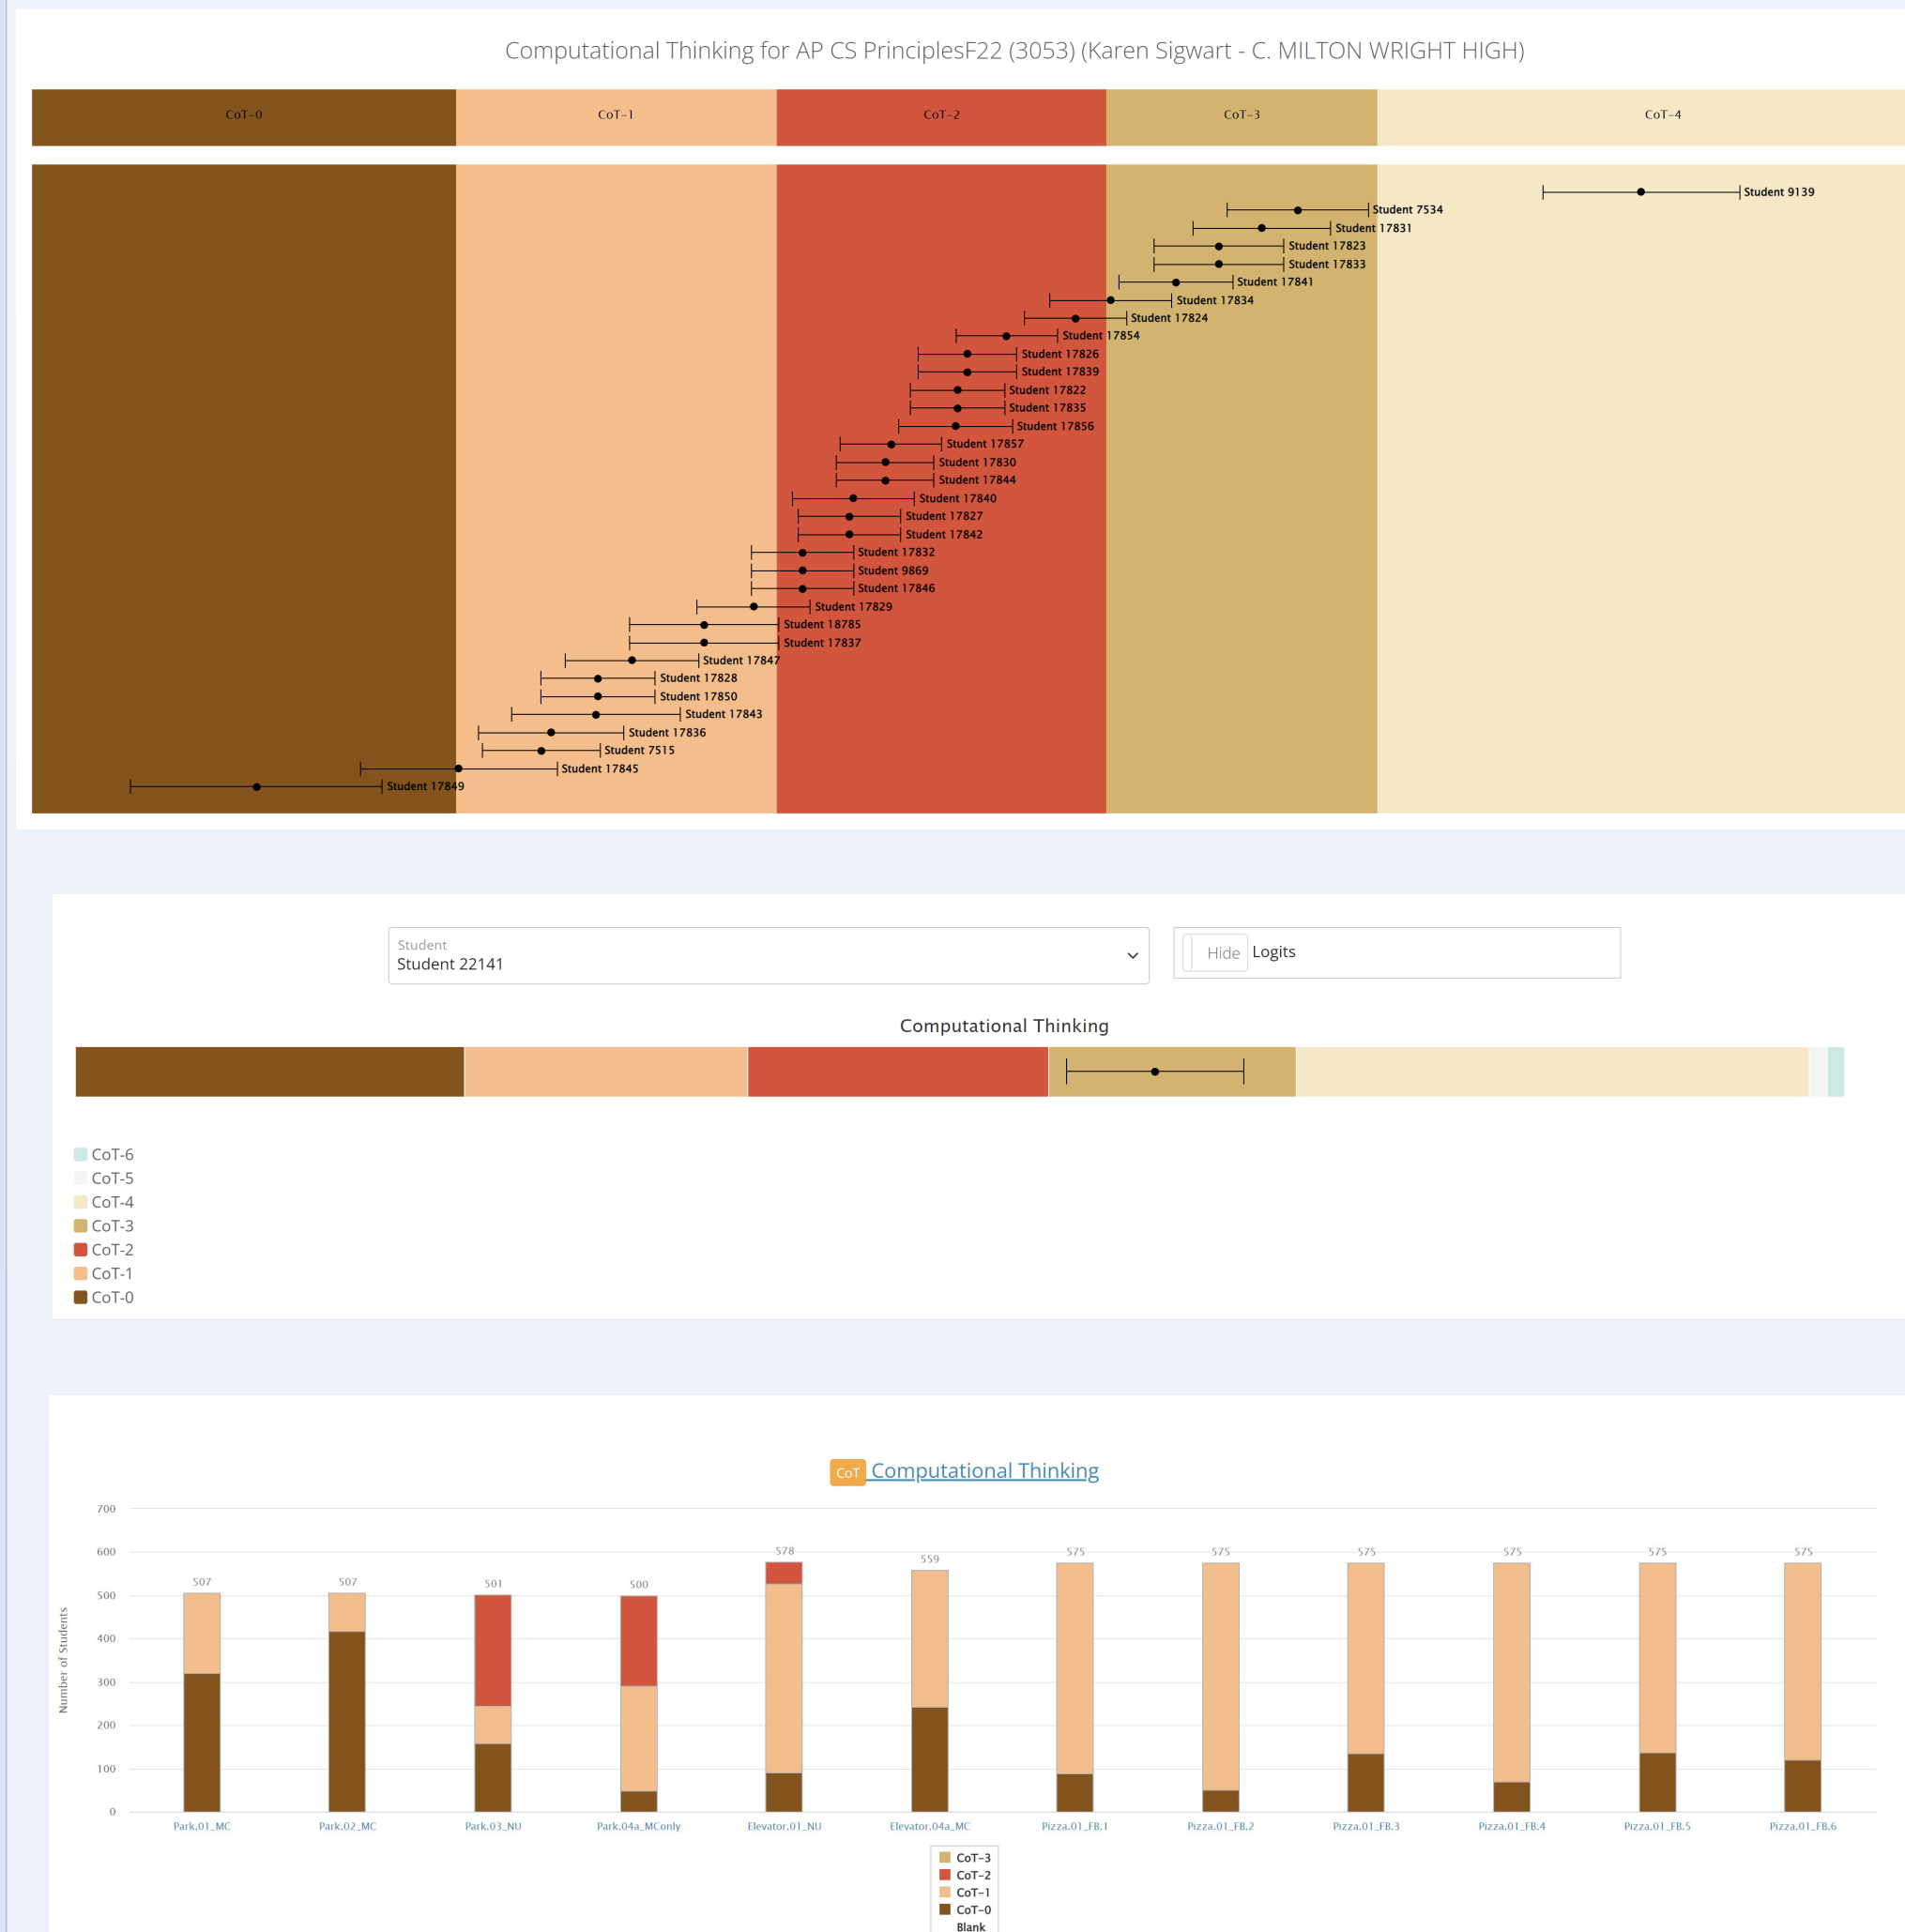 Computational Thinking for AP CS PrinciplesF22 (3053) (Karen Sigwart - C. MILTON WRIGHT HIGH)
CoT-0 CoT-1 CoT-2 CoT-3 CoT-4
Student 9139
Student 7534
Student 17831
Student 17823
Student 17833
Student 17841
Student 17834
Student 17824
Student 17854
Student 17826
Student 17839
Student 17822
Student 17835
Student 17856
Student 17857
Student 17830
Student 17844
Student 17840
Student 17827
Student 17842
Student 17832
Student 9869
Student 17846
Student 17829
Student 18785
Student 17837
Student 17847
Student 17828
Student 17850
Student 17843
Student 17836
Student 7515
Student 17845
Student 17849
Student
Student 22141
Hide Logits
Computational Thinking
CoT-6
CoT-5
CoT-4
CoT-3
CoT-2
CoT-1
CoT-0
CoT Computational Thinking
Number of Students
700
600
500
400
300
200
100
0
507 507 501 500 578 559 575 575 575 575 575 575
Park.01_MC Park.02_MC Park.03_NU Park.04a_MConly Elevator.01_NU Elevator.04a_MC Pizza.01_FB.1 Pizza.01_FB.2 Pizza.01_FB.3 Pizza.01_FB.4 Pizza.01_FB.5 Pizza.01_FB.6
CoT-3
CoT-2
CoT-1
CoT-0
Blank